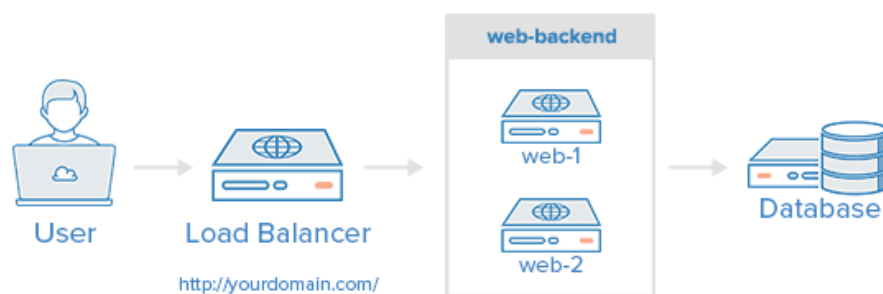 web-backend
web-1
User
Load Balancer
web-2
Database
http://yourdomain.com/